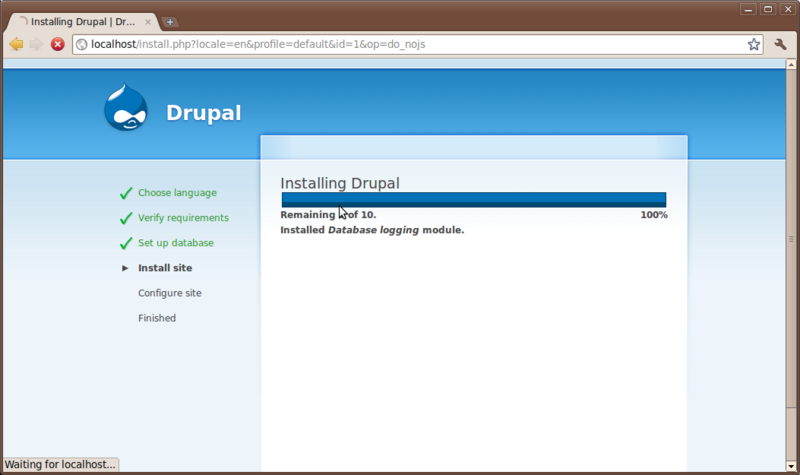 Installing Drupal | Dr...
localhost/install.php?locale=en&profile=default&id=1&op=do_nojs
Drupal
Installing Drupal
Remaining of 10. 100%
Installed Database logging module.
Choose language
Verify requirements
Set up database
Install site
Configure site
Finished
Waiting for localhost...